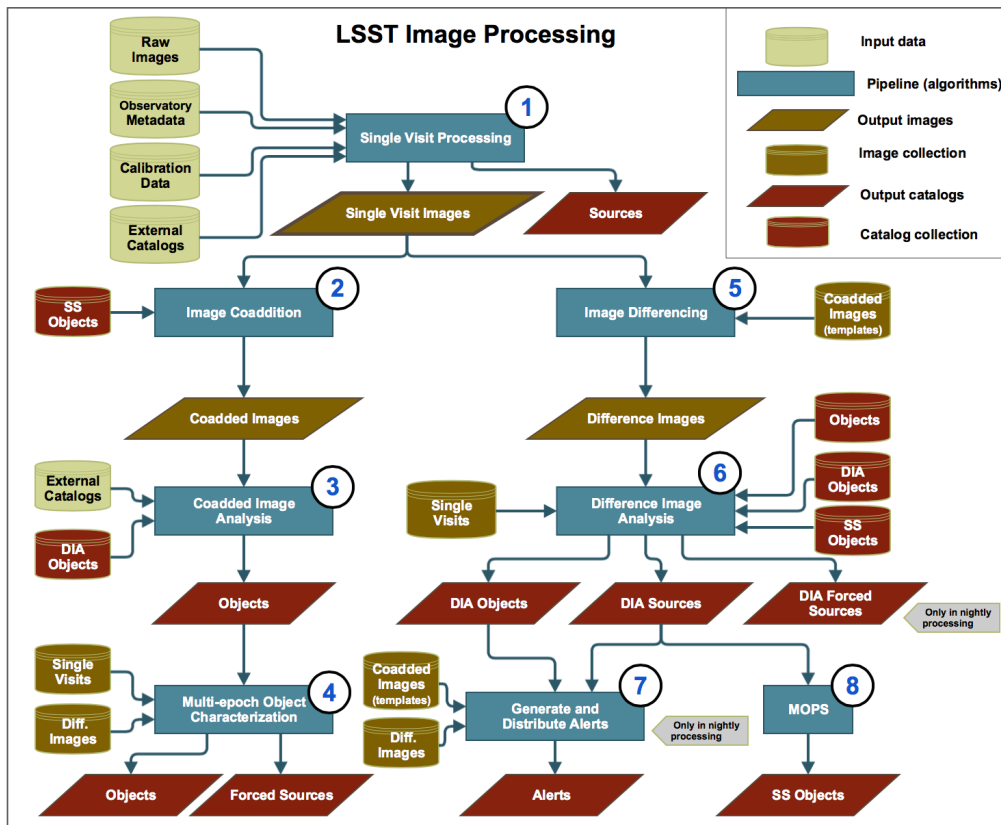 LSST Image Processing
Raw
Images
Observatory
Metadata
Calibration
Data
External
Catalogs
1
Single Visit Processing
Single Visit Images
Sources
Input data
Pipeline (algorithms)
Output images
Image collection
Output catalogs
Catalog collection
SS
Objects
2
Image Coaddition
5
Image Differencing
Coadded
Images
(templates)
Coadded Images
Difference Images
Objects
External
Catalogs
DIA
Objects
3
Coadded Image
Analysis
Single
Visits
6
Difference Image
Analysis
DIA
Objects
SS
Objects
Objects
DIA Objects
DIA Sources
DIA Forced
Sources
Only in nightly
processing
Single
Visits
Diff.
Images
4
Multi-epoch Object
Characterization
Coadded
Images
(templates)
Diff.
Images
7
Generate and
Distribute Alerts
Only in nightly
processing
8
MOPS
Objects
Forced Sources
Alerts
SS Objects